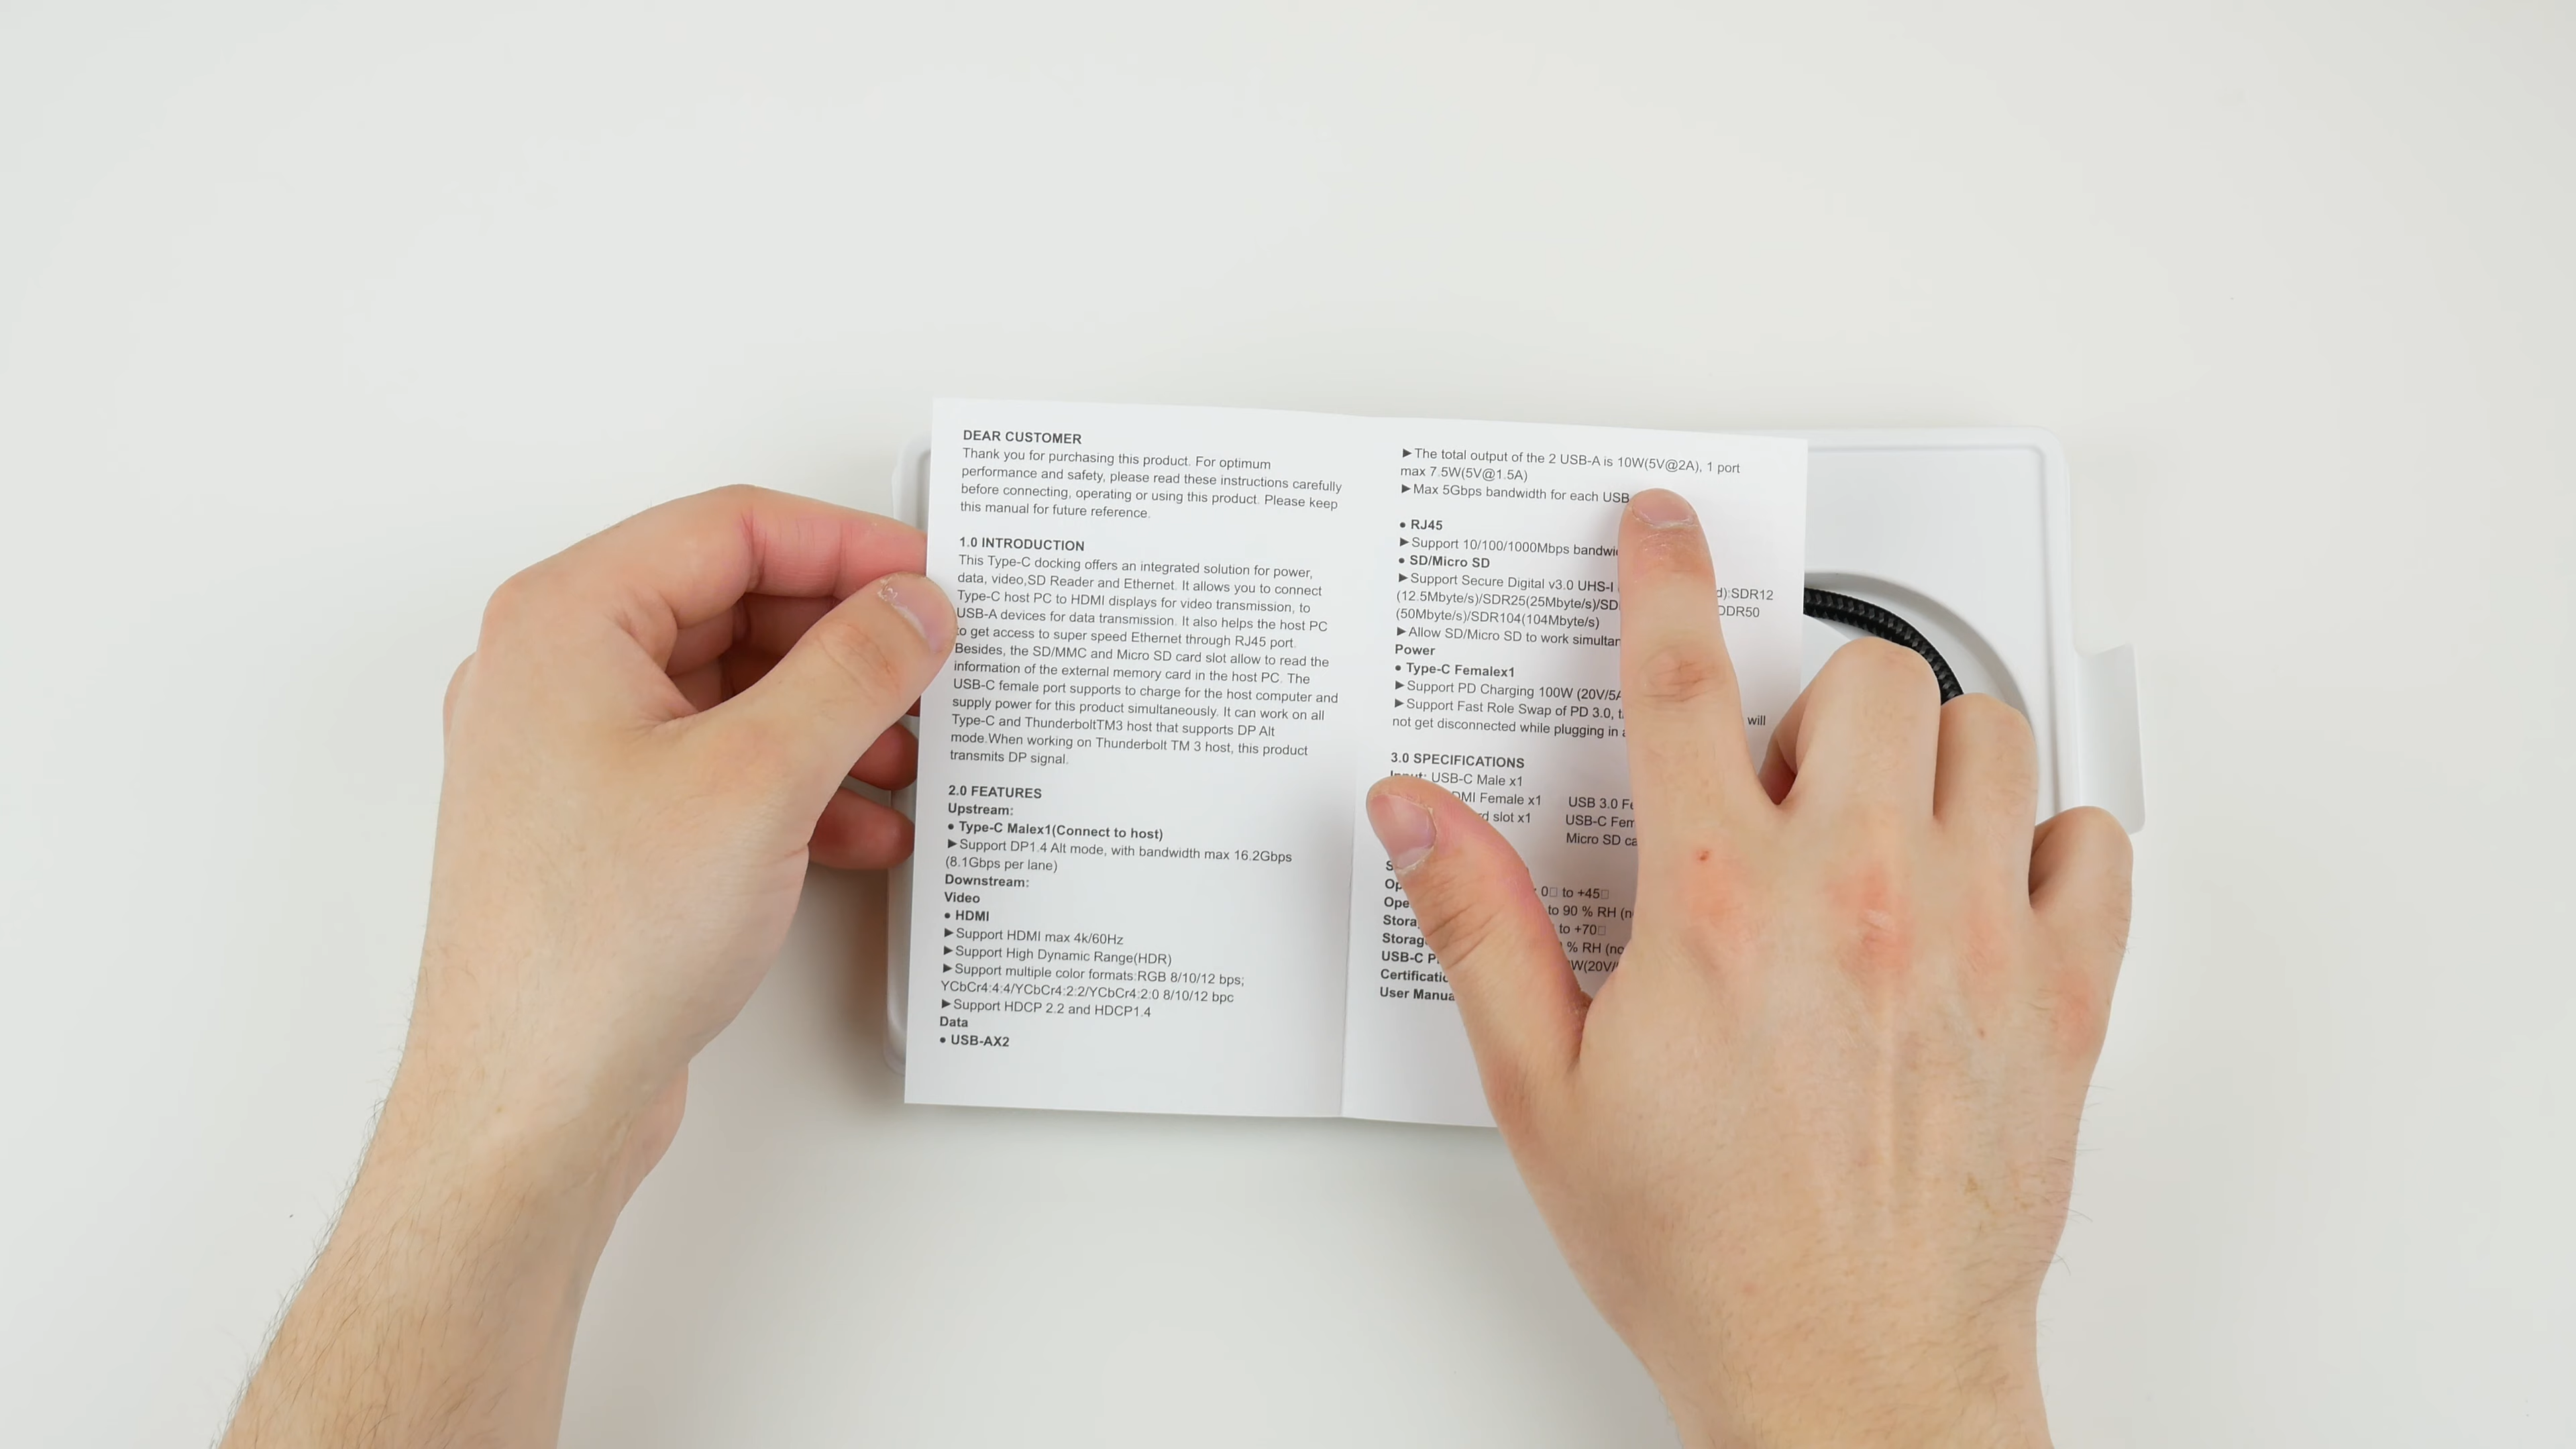 DEAR CUSTOMER
Thank you for purchasing this product. For optimum
performance and safety, please read these instructions carefully
before connecting, operating or using this product. Please keep
this manual for future reference.
1.0 INTRODUCTION
This Type-C docking offers an integrated solution for power,
data, video,SD Reader and Ethernet. It allows you to connect
Type-C host PC to HDMI displays for video transmission, to
USB-A devices for data transmission. It also helps the host PC
to get access to super speed Ethernet through RJ45 port.
Besides, the SD/MMC and Micro SD card slot allow to read the
information of the external memory card in the host PC. The
USB-C female port supports to charge for the host computer and
supply power for this product simultaneously. It can work on all
Type-C and ThunderboltTM3 host that supports DP Alt
mode.When working on Thunderbolt TM 3 host, this product
transmits DP signal.
2.0 FEATURES
Upstream:
• Type-C Malex1(Connect to host)
►Support DP1.4 Alt mode, with bandwidth max 16.2Gbps
(8.1Gbps per lane)
Downstream:
Video
• HDMI
►Support HDMI max 4k/60Hz
►Support High Dynamic Range(HDR)
►Support multiple color formats:RGB 8/10/12 bps;
YCbCr4:4:4/YCbCr4:2:2/YCbCr4:2:0 8/10/12 bpc
►Support HDCP 2.2 and HDCP1.4
Data
• USB-AX2
►The total output of the 2 USB-A is 10W(5V@2A), 1 port
max 7.5W(5V@1.5A)
►Max 5Gbps bandwidth for each USB
• RJ45
►Support 10/100/1000Mbps
• SD/Micro SD
►Support Secure Digital v3.0 UHS-I d):SDR12
(12.5Mbyte/s)/SDR25(25Mbyte/s)/SD DDR50
(50Mbyte/s)/SDR104(104Mbyte/s)
►Allow SD/Micro SD to work
Power
• Type-C Femalex1
►Support PD Charging 100W (20V/5A
►Support Fast Role Swap of PD 3.0, will
not get disconnected while plugging in
3.0 SPECIFICATIONS
USB-C Male x1
Female x1 USB 3.0
slot x1 USB-C
Micro SD
0□ to +45□
to 90 % RH
to +70□
% RH
USB-C
User